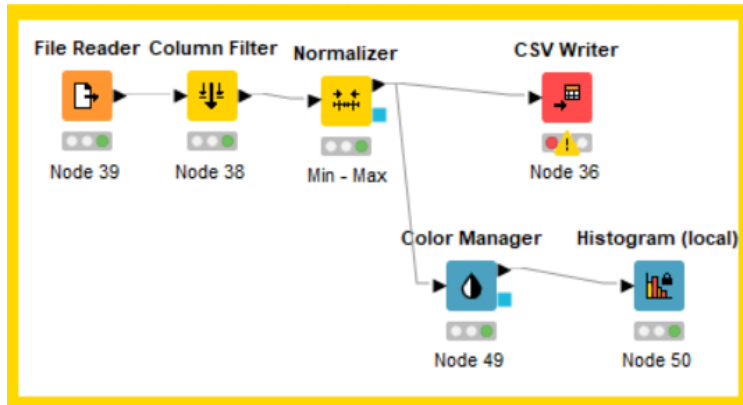 File Reader Column Filter Normalizer CSV Writer
Node 39 Node 38 Min - Max Node 36
Color Manager Histogram (local)
Node 49 Node 50